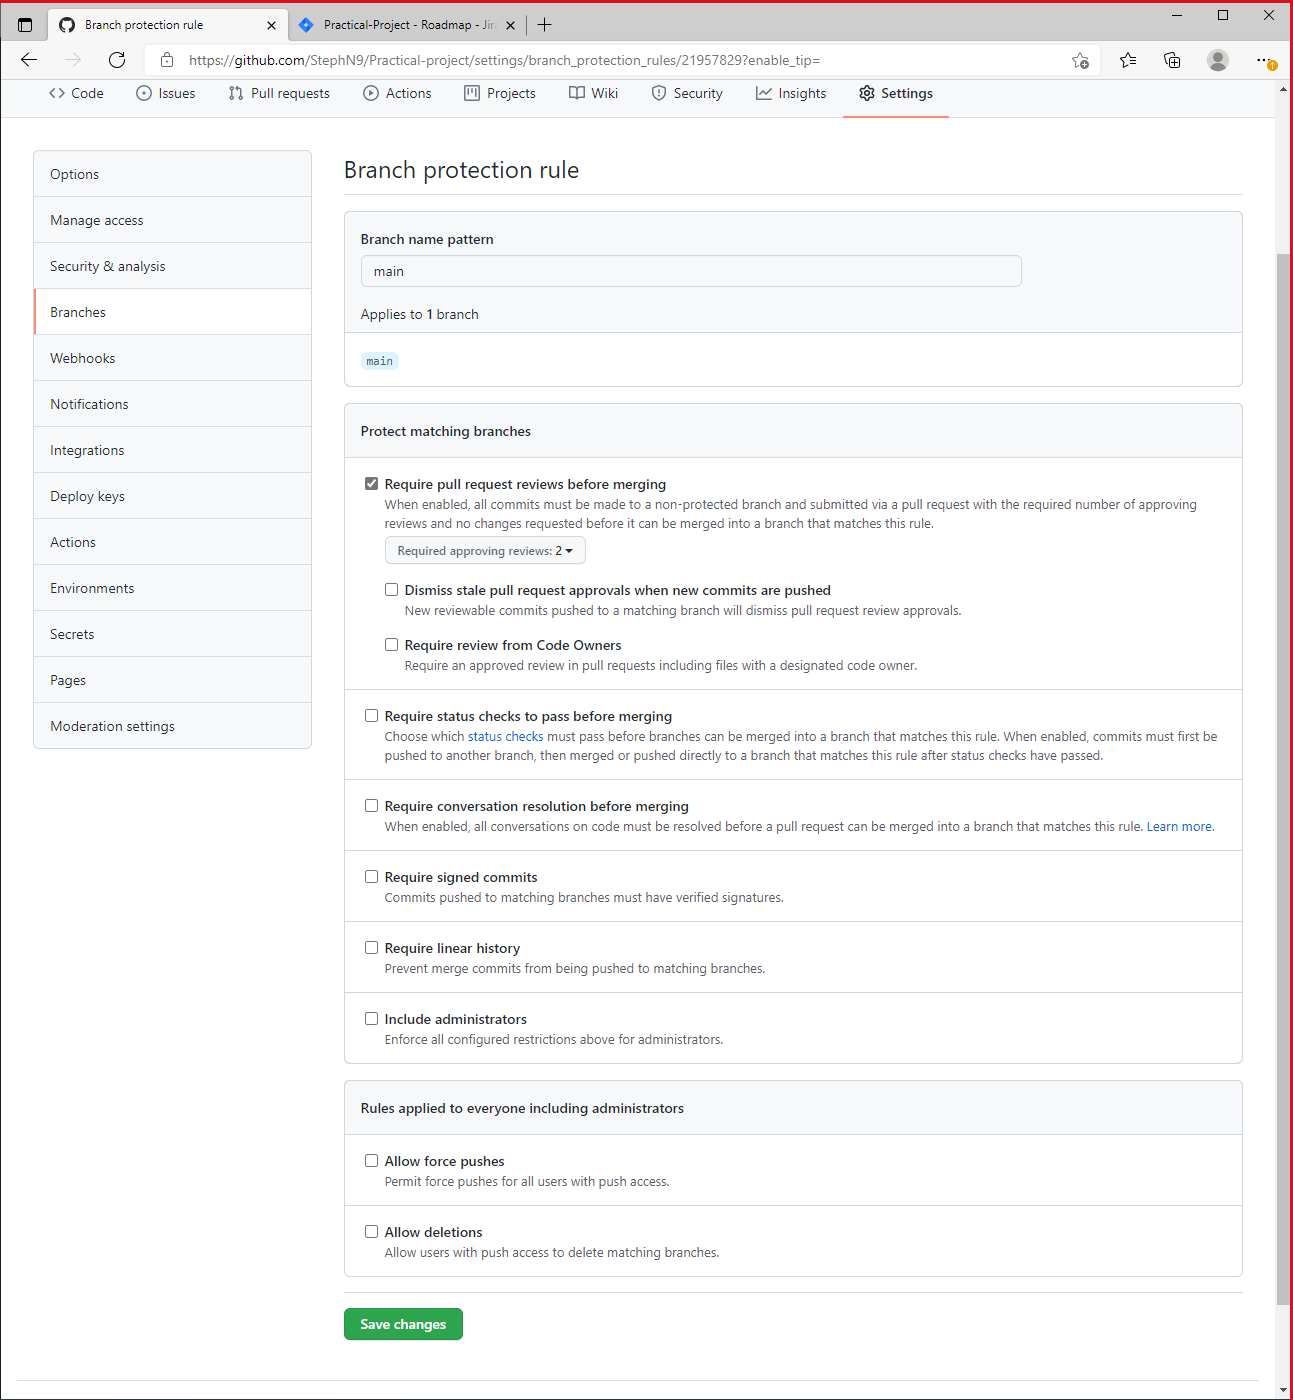 Branch protection rule
Practical-Project - Roadmap - Jir
https://github.com/StephN9/Practical-project/settings/branch_protection_rules/21957829?enable_tip=
Code
Issues
Pull requests
Actions
Projects
Wiki
Security
Insights
Settings
Options
Manage access
Security & analysis
Branches
Webhooks
Notifications
Integrations
Deploy keys
Actions
Environments
Secrets
Pages
Moderation settings
Branch protection rule
Branch name pattern
main
Applies to 1 branch
main
Protect matching branches
Require pull request reviews before merging
When enabled, all commits must be made to a non-protected branch and submitted via a pull request with the required number of approving
reviews and no changes requested before it can be merged into a branch that matches this rule.
Required approving reviews: 2
Dismiss stale pull request approvals when new commits are pushed
New reviewable commits pushed to a matching branch will dismiss pull request review approvals.
Require review from Code Owners
Require an approved review in pull requests including files with a designated code owner.
Require status checks to pass before merging
Choose which status checks must pass before branches can be merged into a branch that matches this rule. When enabled, commits must first be
pushed to another branch, then merged or pushed directly to a branch that matches this rule after status checks have passed.
Require conversation resolution before merging
When enabled, all conversations on code must be resolved before a pull request can be merged into a branch that matches this rule. Learn more.
Require signed commits
Commits pushed to matching branches must have verified signatures.
Require linear history
Prevent merge commits from being pushed to matching branches.
Include administrators
Enforce all configured restrictions above for administrators.
Rules applied to everyone including administrators
Allow force pushes
Permit force pushes for all users with push access.
Allow deletions
Allow users with push access to delete matching branches.
Save changes